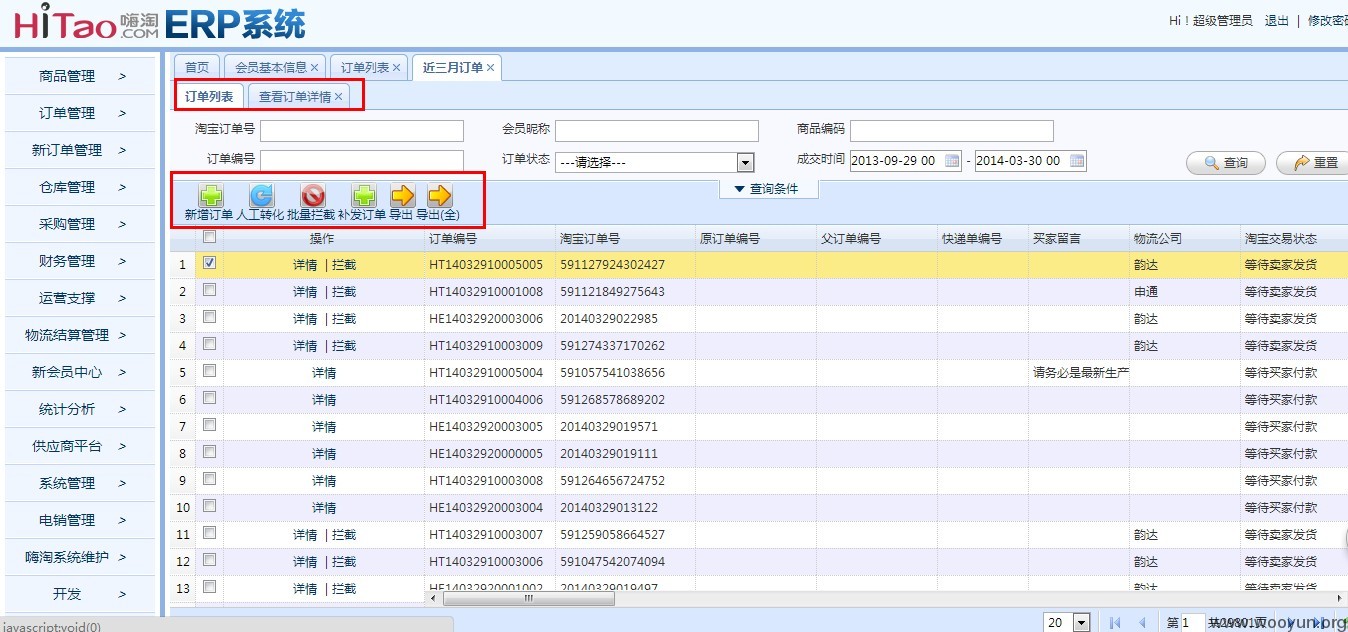 HiTao 嗨淘 .COM ERP系统
Hi！超级管理员 退出 | 修改密码
商品管理 >
订单管理 >
新订单管理 >
仓库管理 >
采购管理 >
财务管理 >
运营支撑 >
物流结算管理 >
新会员中心 >
统计分析 >
供应商平台 >
系统管理 >
电销管理 >
嗨淘系统维护 >
开发 >
首页 会员基本信息 × 订单列表 × 近三月订单 ×
订单列表 查看订单详情 ×
淘宝订单号 会员昵称 商品编码
订单编号 订单状态 ---请选择--- 成交时间 2013-09-29 00 - 2014-03-30 00 查询 重置
查询条件
新增订单 人工转化 批量拦截 补发订单 导出 导出(全)
操作 订单编号 淘宝订单号 原订单编号 父订单编号 快递单编号 买家留言 物流公司 淘宝交易状态
1 详情 | 拦截 HT14032910005005 591127924302427 韵达 等待卖家发货
2 详情 | 拦截 HT14032910001008 591121849275643 申通 等待卖家发货
3 详情 | 拦截 HE14032920003006 20140329022985 韵达 等待卖家发货
4 详情 | 拦截 HT14032910003009 591274337170262 韵达 等待卖家发货
5 详情 HT14032910005004 591057541038656 请务必是最新生产 等待买家付款
6 详情 HT14032910004006 591268578689202 等待买家付款
7 详情 HE14032920003005 20140329019571 等待买家付款
8 详情 HE14032920000005 20140329019111 等待买家付款
9 详情 HT14032910003008 591264656724752 等待买家付款
10 详情 HE14032920003004 20140329013122 等待买家付款
11 详情 | 拦截 HT14032910003007 591259058664527 韵达 等待卖家发货
12 详情 | 拦截 HT14032910003006 591047542074094 韵达 等待卖家发货
13 详情 | 拦截 HE14032920001002 20140329019497 韵达 等待卖家发货
20 第 1
www.wooyun.org
javascript:void(0)